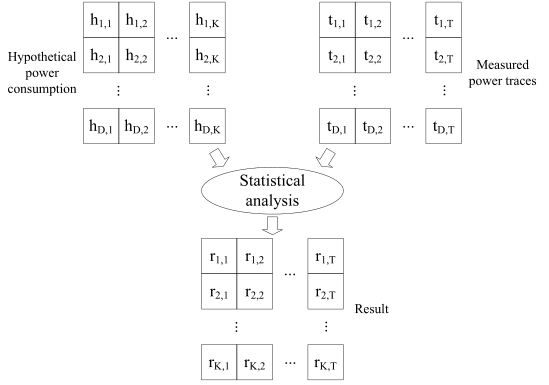 h1,1 h1,2 ... h1,K
h2,1 h2,2 h2,K
Hypothetical
power
consumption
⋮ ⋮
hD,1 hD,2 ... hD,K
t1,1 t1,2 ... t1,T
t2,1 t2,2 t2,T
Measured
power traces
⋮ ⋮
tD,1 tD,2 ... tD,T
Statistical
analysis
r1,1 r1,2 ... r1,T
r2,1 r2,2 r2,T
Result
⋮ ⋮
rK,1 rK,2 ... rK,T